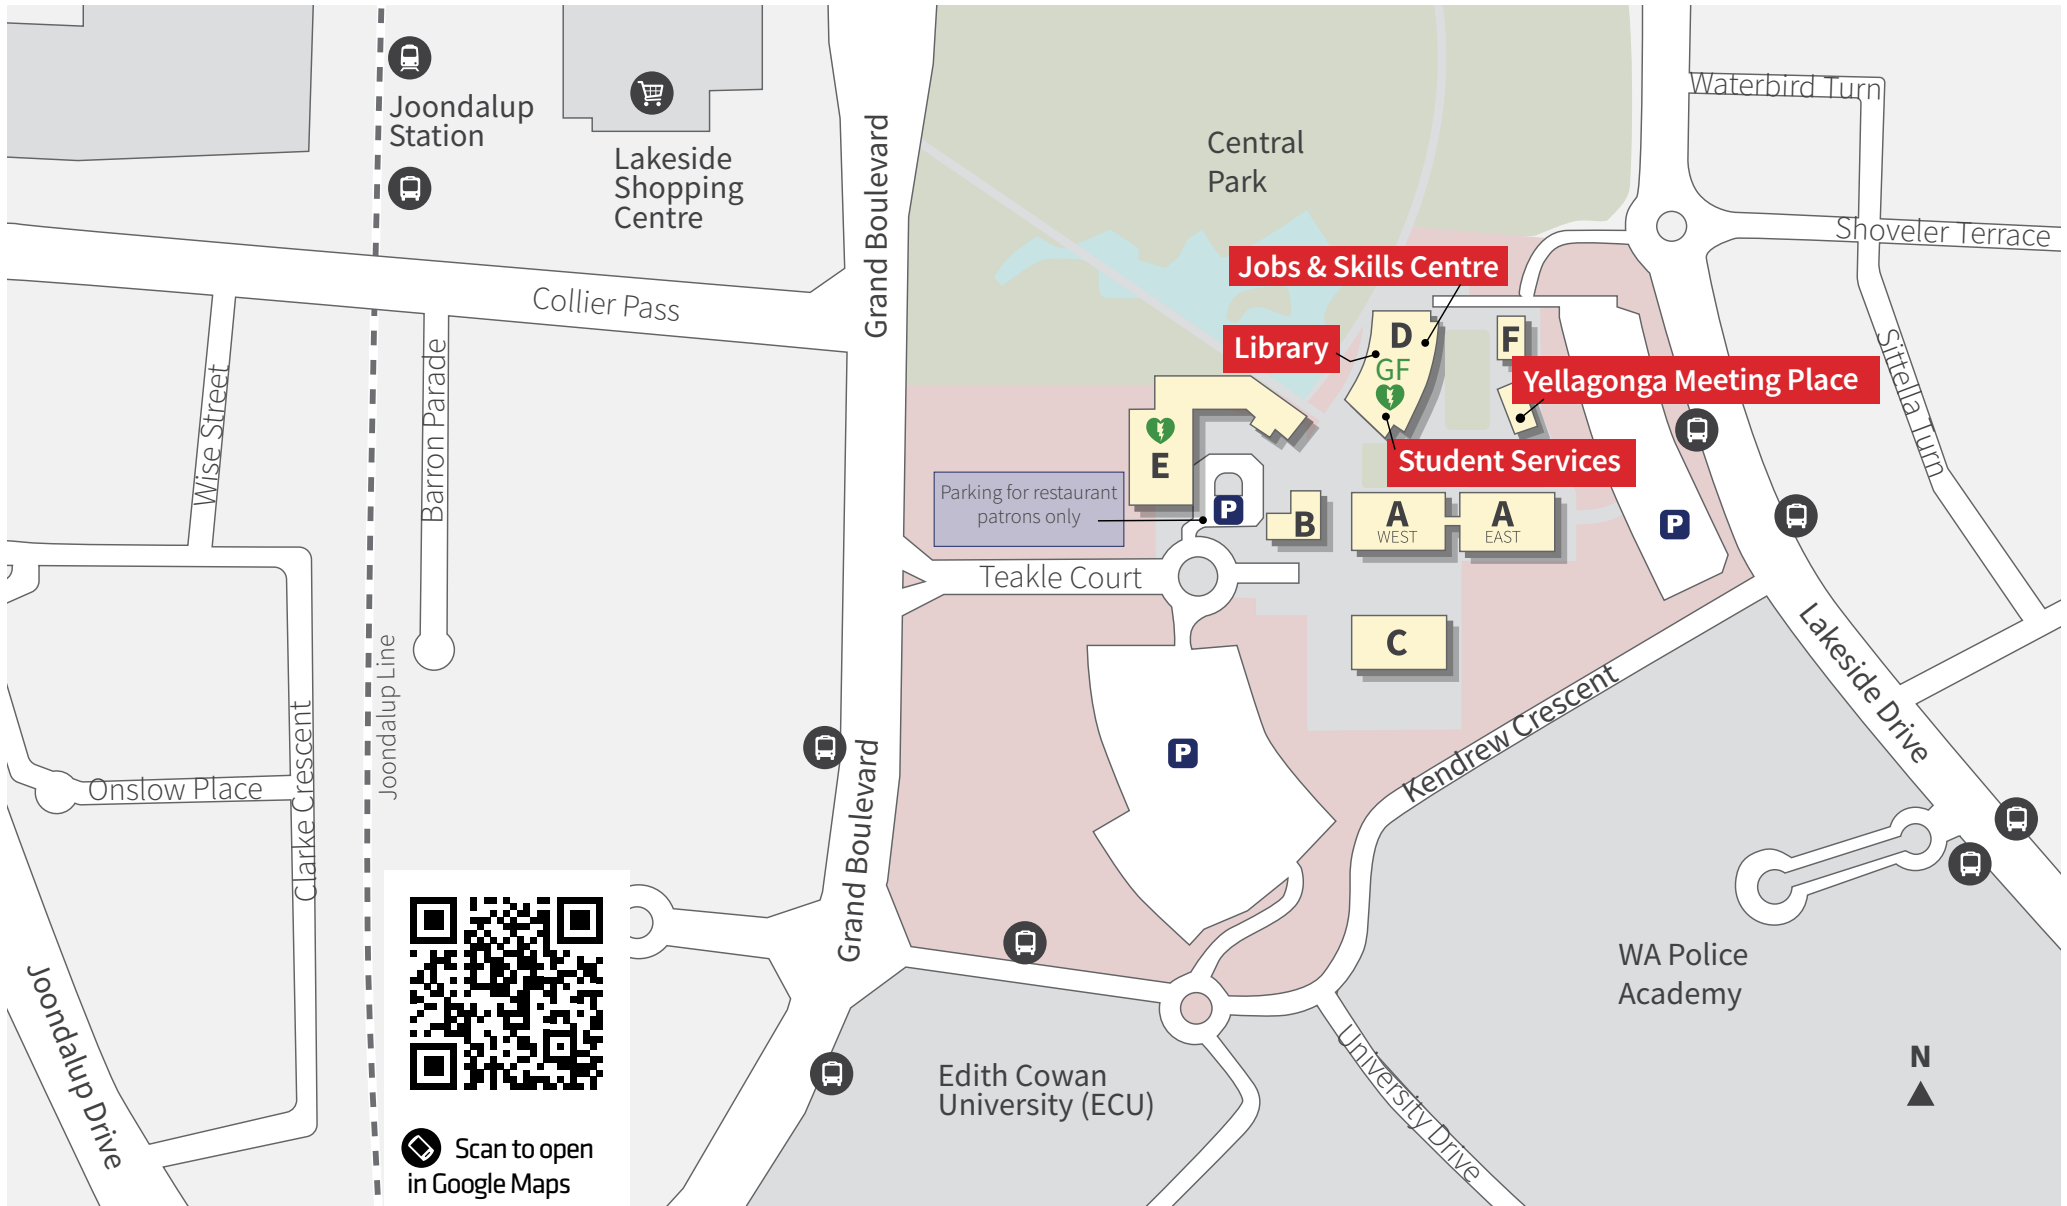 Joondalup
Station
Lakeside
Shopping
Centre
Grand Boulevard
Central
Park
Waterbird Turn
Shoveler Terrace
Collier Pass
Jobs & Skills Centre
Library
D
GF
F
Yellagonga Meeting Place
Student Services
Sittella Turn
Wise Street
Barron Parade
E
Parking for restaurant
patrons only
P
B
A
WEST
A
EAST
P
Teakle Court
C
Lakeside Drive
Kendrew Crescent
Joondalup Line
Clarke Crescent
Onslow Place
P
Grand Boulevard
WA Police
Academy
Joondalup Drive
Edith Cowan
University (ECU)
University Drive
N
Scan to open
in Google Maps